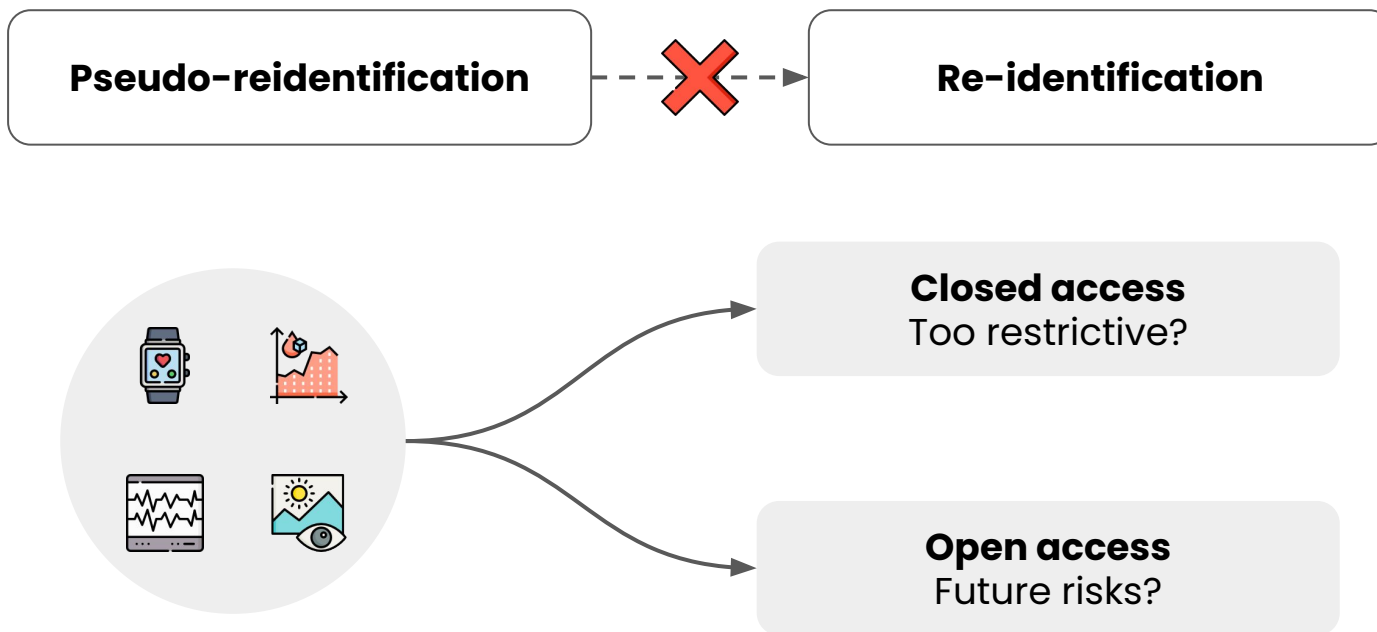 Pseudo-reidentification
Re-identification
Closed access
Too restrictive?
Open access
Future risks?